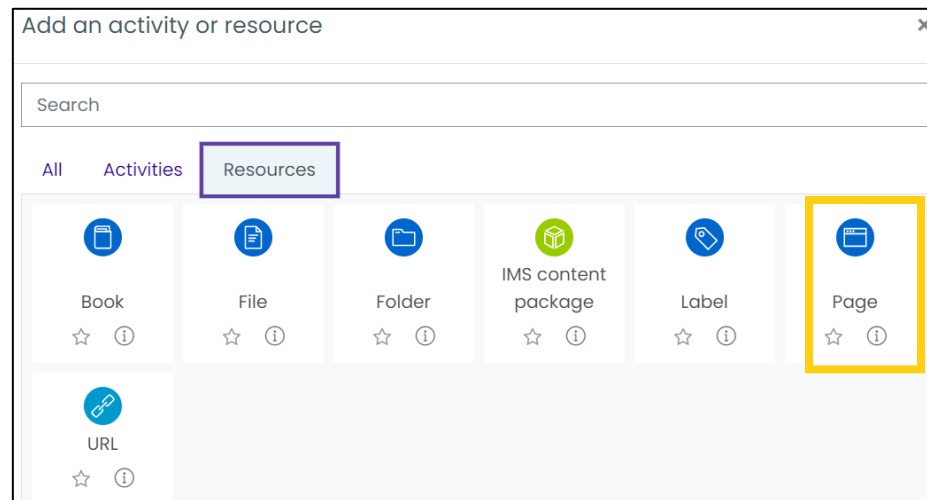 Add an activity or resource
×
Search
All Activities Resources
IMS content
Book File Folder package Label Page
URL